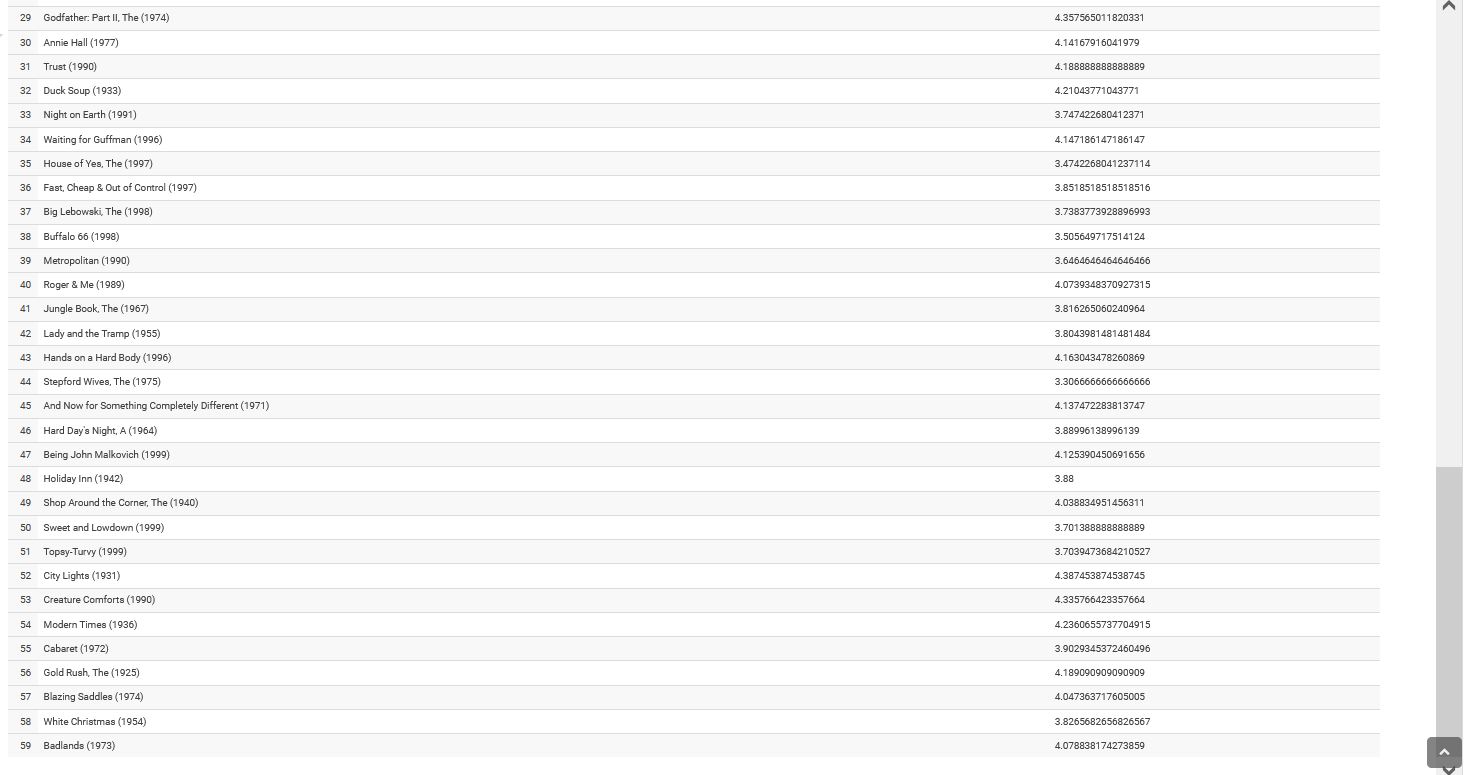 29 Godfather: Part II, The (1974) 4.357565011820331
30 Annie Hall (1977) 4.14167916041979
31 Trust (1990) 4.188888888888889
32 Duck Soup (1933) 4.21043771043771
33 Night on Earth (1991) 3.747422680412371
34 Waiting for Guffman (1996) 4.147186147186147
35 House of Yes, The (1997) 3.4742268041237114
36 Fast, Cheap & Out of Control (1997) 3.8518518518518516
37 Big Lebowski, The (1998) 3.7383773928896993
38 Buffalo 66 (1998) 3.505649717514124
39 Metropolitan (1990) 3.6464646464646466
40 Roger & Me (1989) 4.0739348370927315
41 Jungle Book, The (1967) 3.816265060240964
42 Lady and the Tramp (1955) 3.8043981481481484
43 Hands on a Hard Body (1996) 4.163043478260869
44 Stepford Wives, The (1975) 3.3066666666666666
45 And Now for Something Completely Different (1971) 4.137472283813747
46 Hard Day's Night, A (1964) 3.88996138996139
47 Being John Malkovich (1999) 4.125390450691656
48 Holiday Inn (1942) 3.88
49 Shop Around the Corner, The (1940) 4.038834951456311
50 Sweet and Lowdown (1999) 3.701388888888889
51 Topsy-Turvy (1999) 3.7039473684210527
52 City Lights (1931) 4.387453874538745
53 Creature Comforts (1990) 4.335766423357664
54 Modern Times (1936) 4.2360655737704915
55 Cabaret (1972) 3.9029345372460496
56 Gold Rush, The (1925) 4.189090909090909
57 Blazing Saddles (1974) 4.047363717605005
58 White Christmas (1954) 3.8265682656826567
59 Badlands (1973) 4.078838174273859